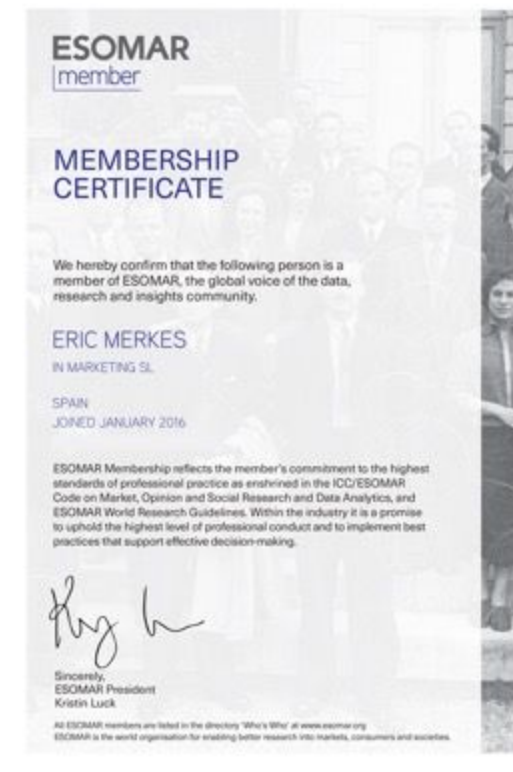 ESOMAR
member
MEMBERSHIP
CERTIFICATE
We hereby confirm that the following person is a
member of ESOMAR, the global voice of the data,
research and insights community.
ERIC MERKES
IN MARKETING SL
SPAIN
JOINED JANUARY 2016
ESOMAR Membership reflects the member's commitment to the highest
standards of professional practice as enshrined in the ICC/ESOMAR
Code on Market, Opinion and Social Research and Data Analytics, and
ESOMAR World Research Guidelines. Within the industry it is a promise
to uphold the highest level of professional conduct and to implement best
practices that support effective decision-making.
Sincerely,
ESOMAR President
Kristin Luck
All ESOMAR members are listed in the directory 'Who's Who' at www.esomar.org
ESOMAR is the world organisation for enabling better research into markets, consumers and societies.